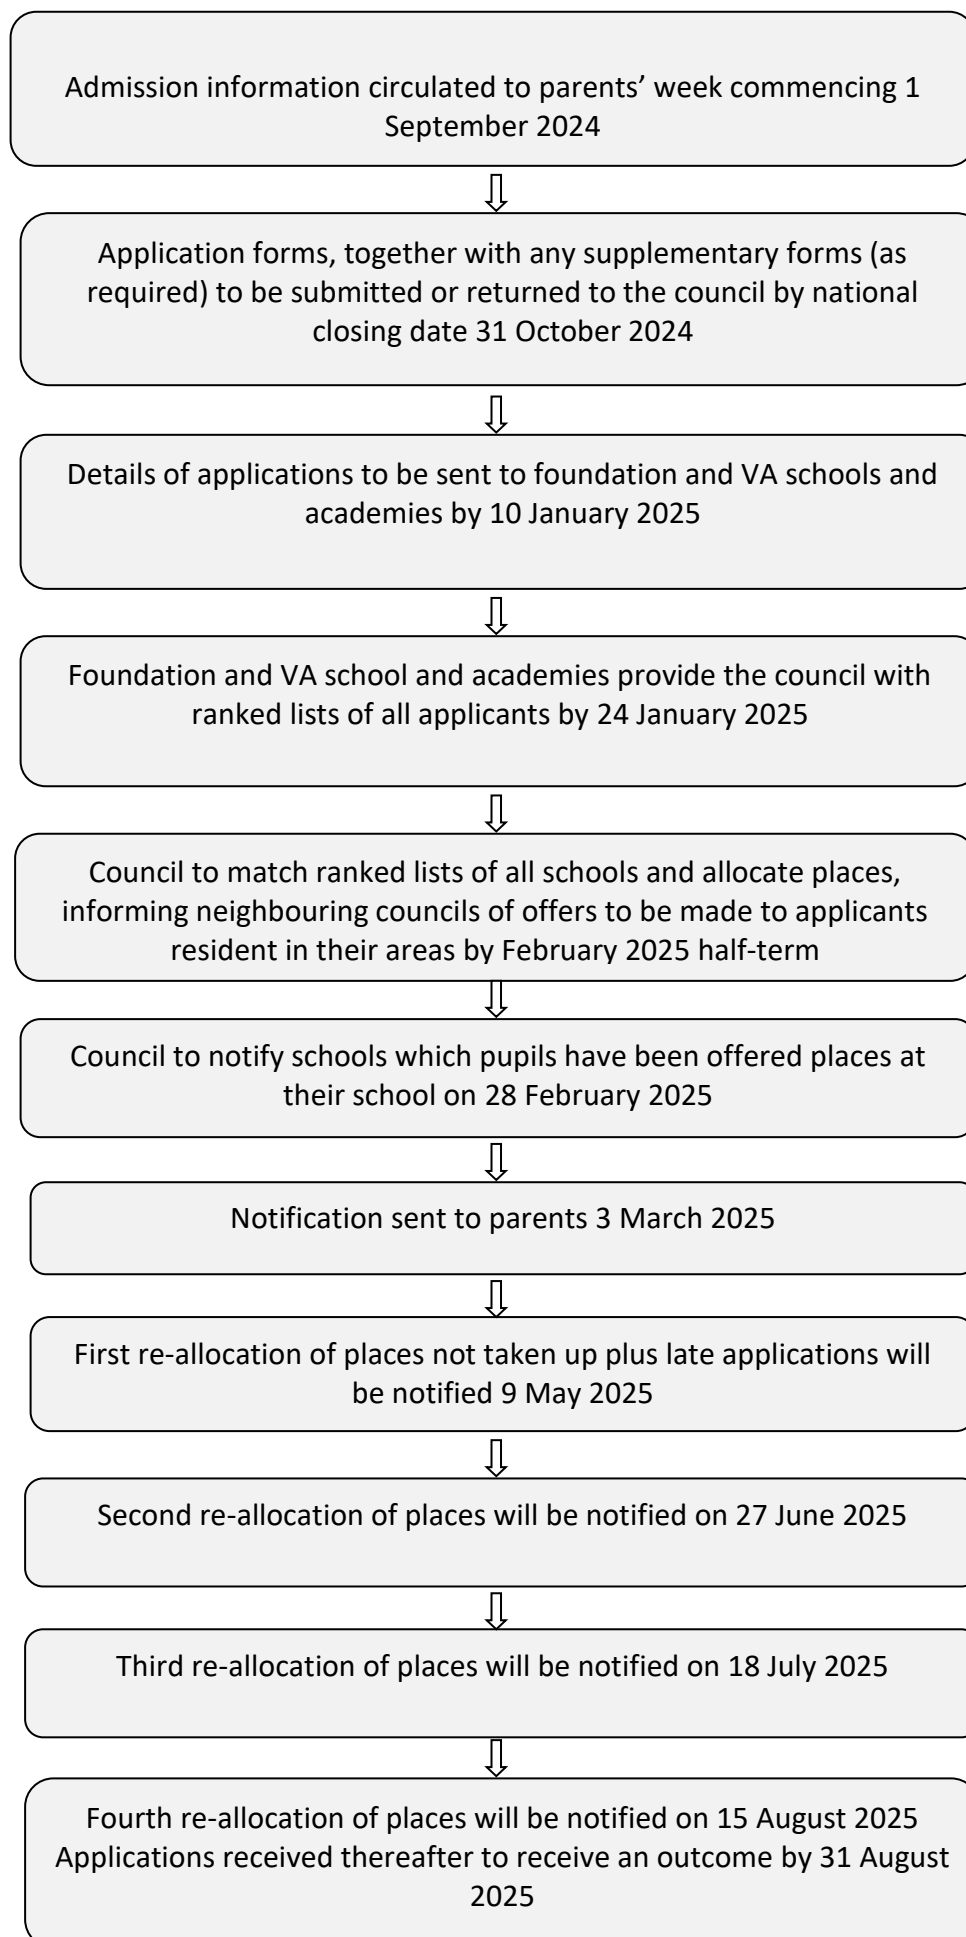 Admission information circulated to parents’ week commencing 1
September 2024
Application forms, together with any supplementary forms (as
required) to be submitted or returned to the council by national
closing date 31 October 2024
Details of applications to be sent to foundation and VA schools and
academies by 10 January 2025
Foundation and VA school and academies provide the council with
ranked lists of all applicants by 24 January 2025
Council to match ranked lists of all schools and allocate places,
informing neighbouring councils of offers to be made to applicants
resident in their areas by February 2025 half-term
Council to notify schools which pupils have been offered places at
their school on 28 February 2025
Notification sent to parents 3 March 2025
First re-allocation of places not taken up plus late applications will
be notified 9 May 2025
Second re-allocation of places will be notified on 27 June 2025
Third re-allocation of places will be notified on 18 July 2025
Fourth re-allocation of places will be notified on 15 August 2025
Applications received thereafter to receive an outcome by 31 August
2025